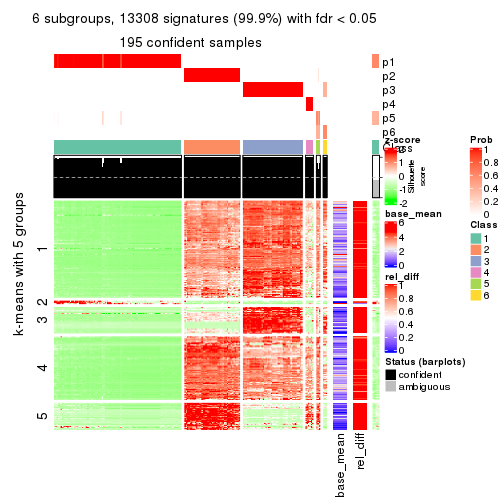 6 subgroups, 13308 signatures (99.9%) with fdr < 0.05
195 confident samples
p1
p2
p3
p4
p5
p6
Class
Silhouette
score
k-means with 5 groups
1
2
3
4
5
base_mean
rel_diff
z-score
2
0
-2
base_mean
6
4
2
0
rel_diff
1
0.8
0.6
0.4
0.2
0
Status (barplots)
confident
ambiguous
Prob
1
0.8
0.6
0.4
0.2
0
Class
1
2
3
4
5
6